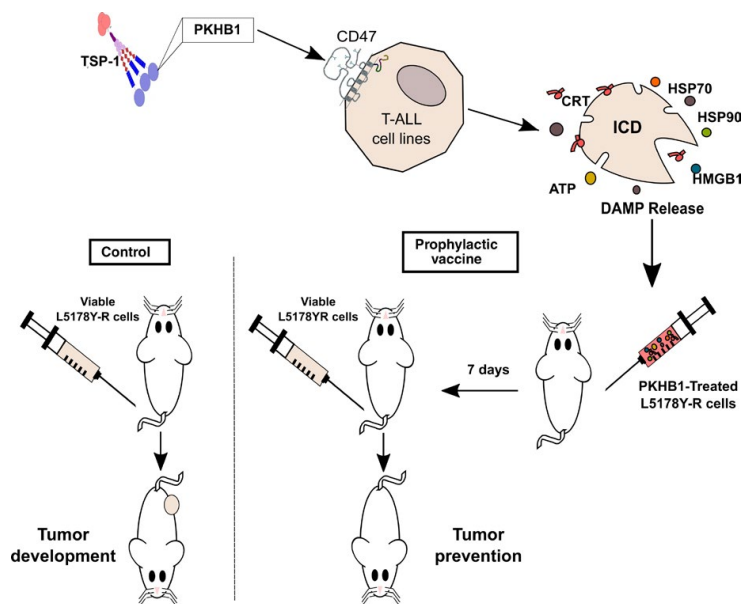 PKHB1
TSP-1
CD47
T-ALL
cell lines
CRT
HSP70
HSP90
ICD
HMGB1
ATP
DAMP Release
Control
Prophylactic
vaccine
Viable
L5178Y-R cells
Viable
L5178YR cells
7 days
PKHB1-Treated
L5178Y-R cells
Tumor
development
Tumor
prevention